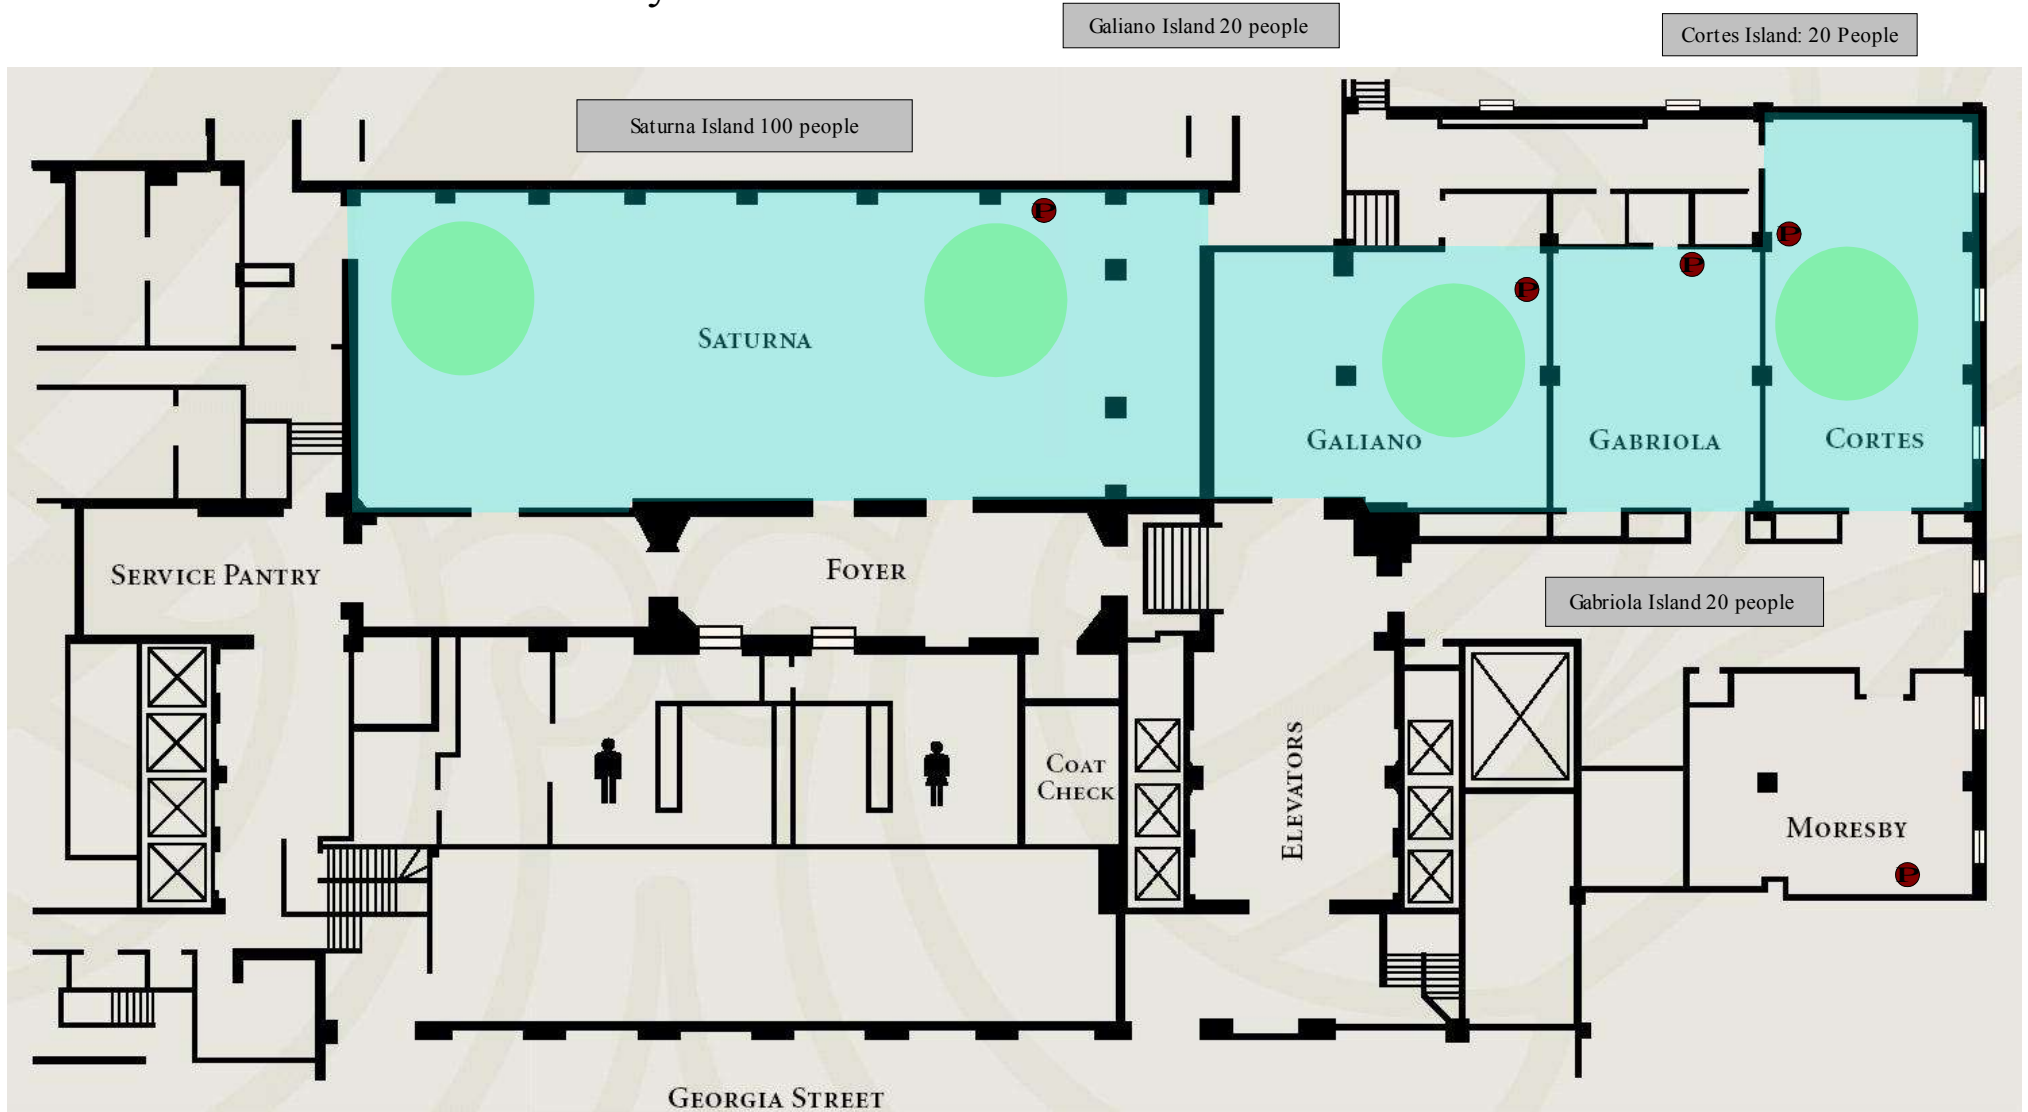 Galiano Island 20 people
Cortes Island: 20 People
Saturna Island 100 people
P
P
P
P
SATURNA
GALIANO
GABRIOLA
CORTES
SERVICE PANTRY
FOYER
Gabriola Island 20 people
COAT
CHECK
ELEVATORS
MORESBY
P
GEORGIA STREET